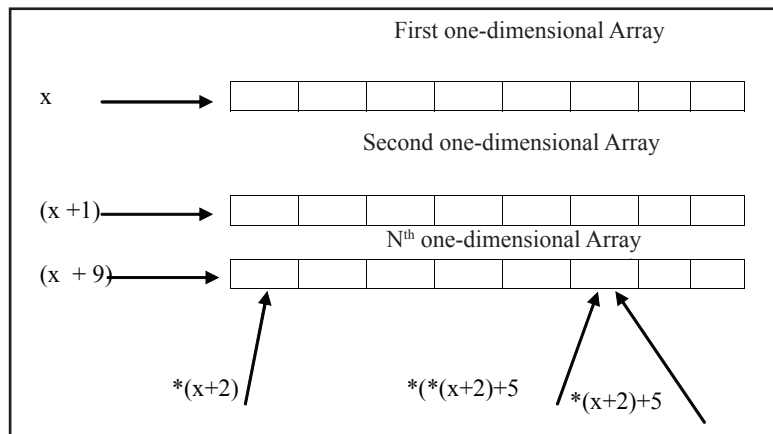 First one-dimensional Array
x
Second one-dimensional Array
(x +1)
Nth one-dimensional Array
(x + 9)
*(x+2)
*(*(x+2)+5
*(x+2)+5